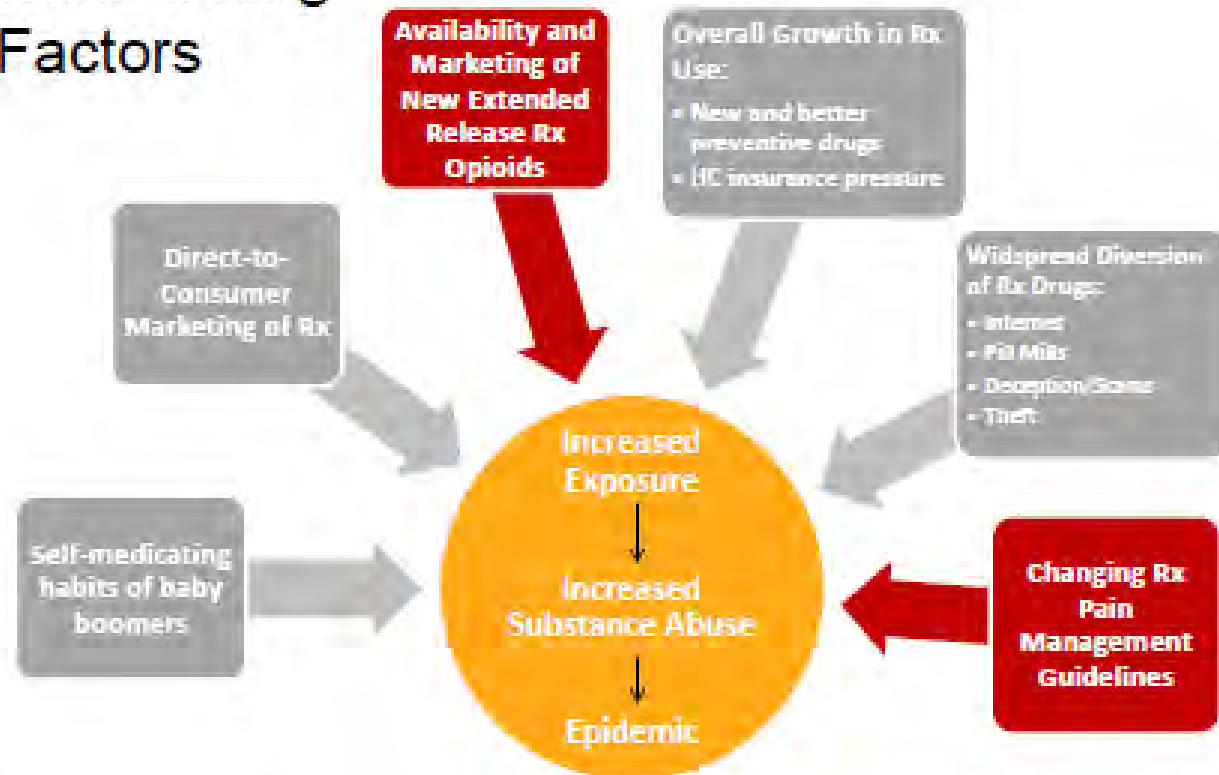 Factors
Availability and
Marketing of
New Extended
Release Rx
Opioids
Overall Growth in Rx
Use:
• New and better
preventive drugs
• HC insurance pressure
Direct-to-
Consumer
Marketing of Rx
Widspread Diversion
of Rx Drugs:
• Internet
• Pill Mills
• Deception/Scams
• Theft
Self-medicating
habits of baby
boomers
Increased
Exposure
Increased
Substance Abuse
Epidemic
Changing Rx
Pain
Management
Guidelines